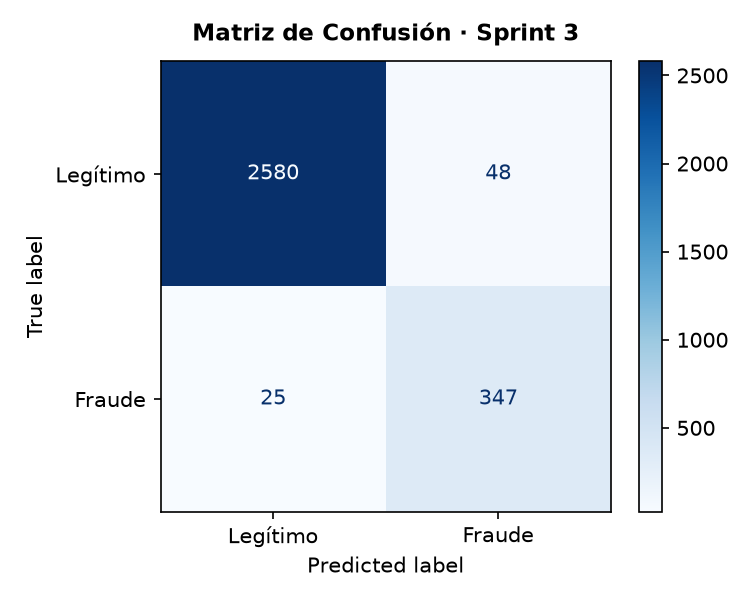 Matriz de Confusión · Sprint 3
True label
Legítimo
2580
48
Fraude
25
347
Legítimo
Fraude
Predicted label
2500
2000
1500
1000
500